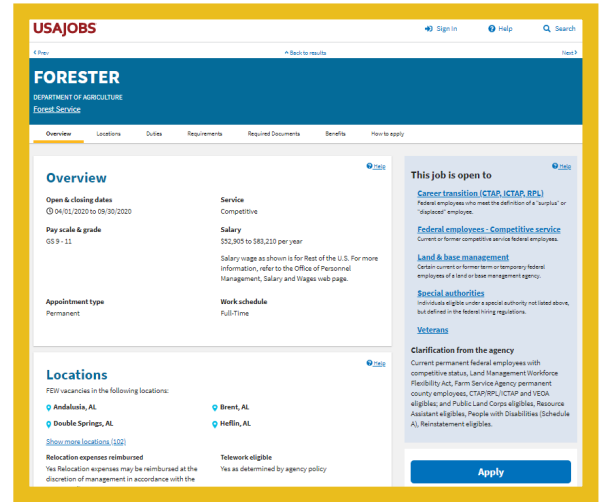 USAJOBS
Sign In
Help
Search
Prev
Back to results
Next
FORESTER
DEPARTMENT OF AGRICULTURE
Forest Service
Overview
Locations
Duties
Requirements
Required Documents
Benefits
How to apply
Help
Overview
Open & closing dates
04/01/2020 to 09/30/2020
Service
Competitive
Pay scale & grade
GS 9 - 11
Salary
$52,905 to $83,210 per year
Salary wage as shown is for Rest of the U.S. For more
information, refer to the Office of Personnel
Management, Salary and Wages web page.
Appointment type
Permanent
Work schedule
Full-Time
Help
Locations
FEW vacancies in the following locations:
Andalusia, AL
Brent, AL
Double Springs, AL
Heflin, AL
Show more locations (102)
Relocation expenses reimbursed
Yes Relocation expenses may be reimbursed at the
discretion of management in accordance with the
Telework eligible
Yes as determined by agency policy
Help
This job is open to
Career transition (CTAP, ICTAP, RPL)
Federal employees who meet the definition of a "surplus" or
"displaced" employee.
Federal employees - Competitive service
Current or former competitive service federal employees.
Land & base management
Certain current or former term or temporary federal
employees of a land or base management agency.
Special authorities
Individuals eligible under a special authority not listed above,
but defined in the federal hiring regulations.
Veterans
Clarification from the agency
Current permanent federal employees with
competitive status, Land Management Workforce
Flexibility Act, Farm Service Agency permanent
county employees, CTAP/RPL/ICTAP and VEOA
eligibles; and Public Land Corps eligibles, Resource
Assistant eligibles, People with Disabilities (Schedule
A), Reinstatement eligibles.
Apply